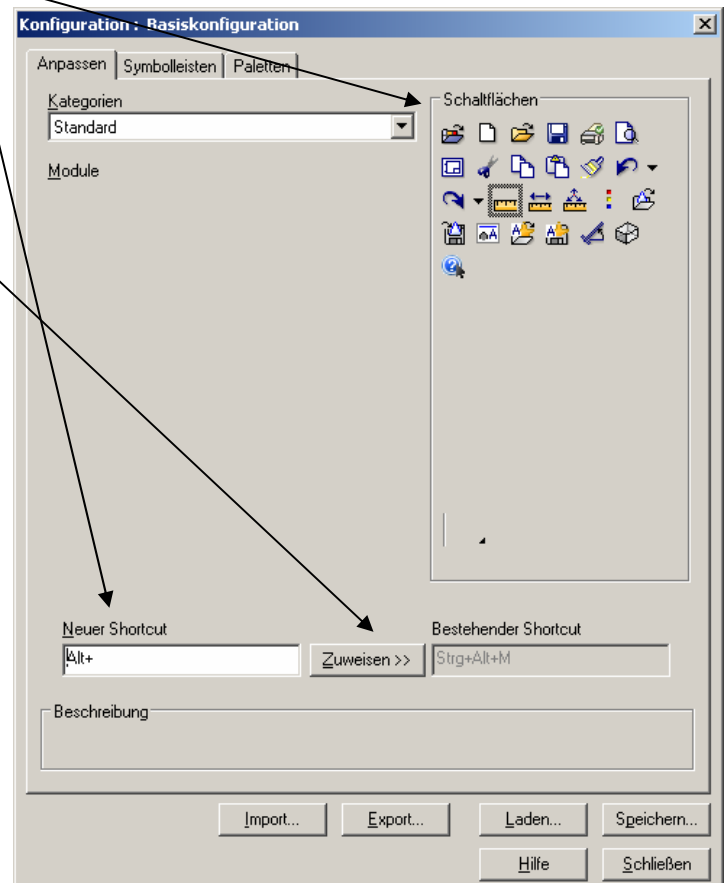 Konfiguration : Basiskonfiguration
Anpassen Symbolleisten Paletten
Kategorien
Standard
Schaltflächen
Module
Neuer Shortcut
Bestehender Shortcut
Alt+
Zuweisen >>
Strg+Alt+M
Beschreibung
Import...
Export...
Laden...
Speichern...
Hilfe
Schließen